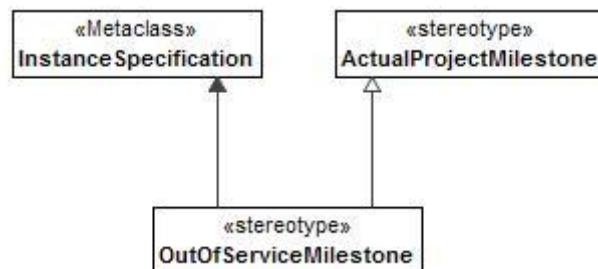 «Metaclass»
InstanceSpecification
«stereotype»
ActualProjectMilestone
«stereotype»
OutOfServiceMilestone